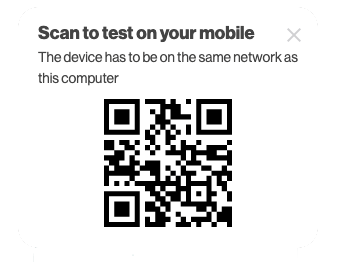 Scan to test on your mobile
The device has to be on the same network as
this computer